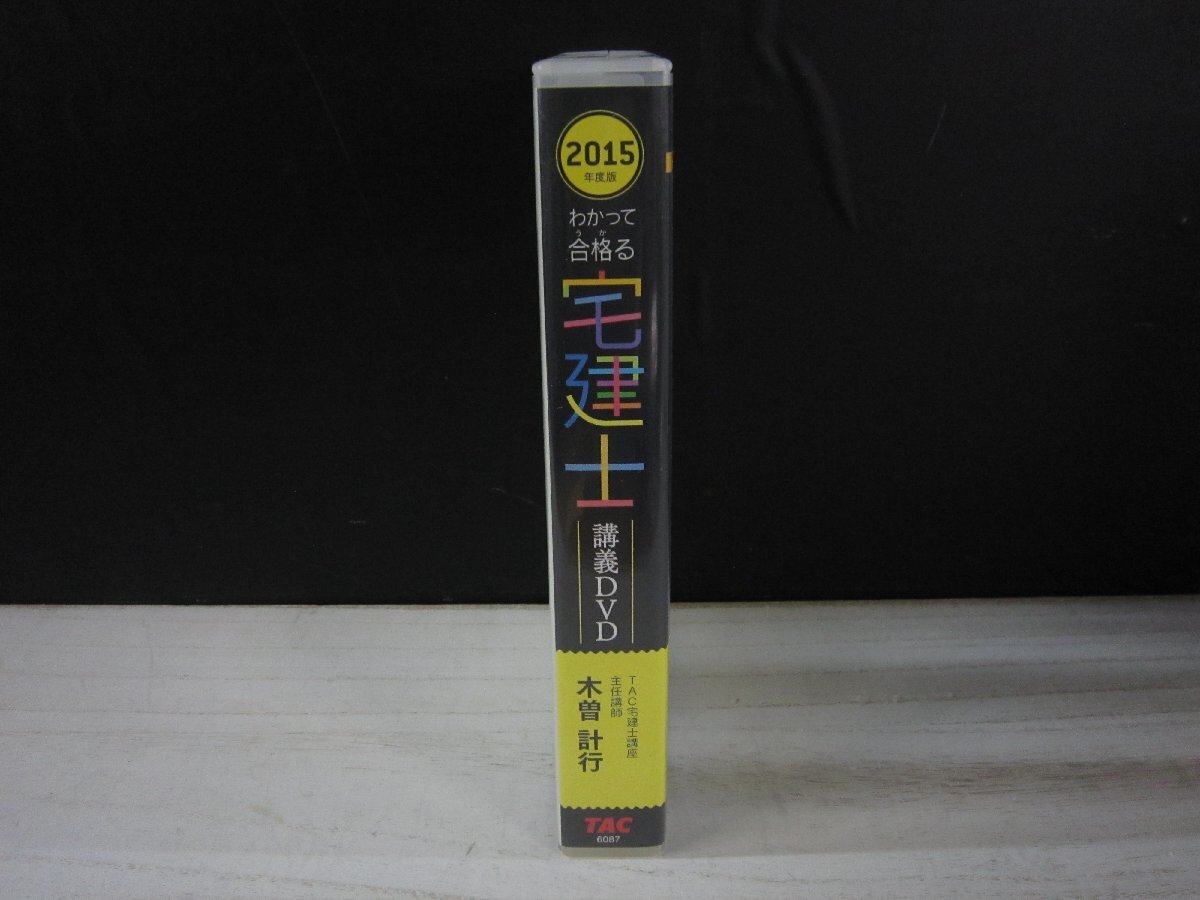 2015
年度版
わかって
うか
合格る
宅建士
講義DVD
TAC宅建士講座
主任講師
木曽 計行
TAC
6087